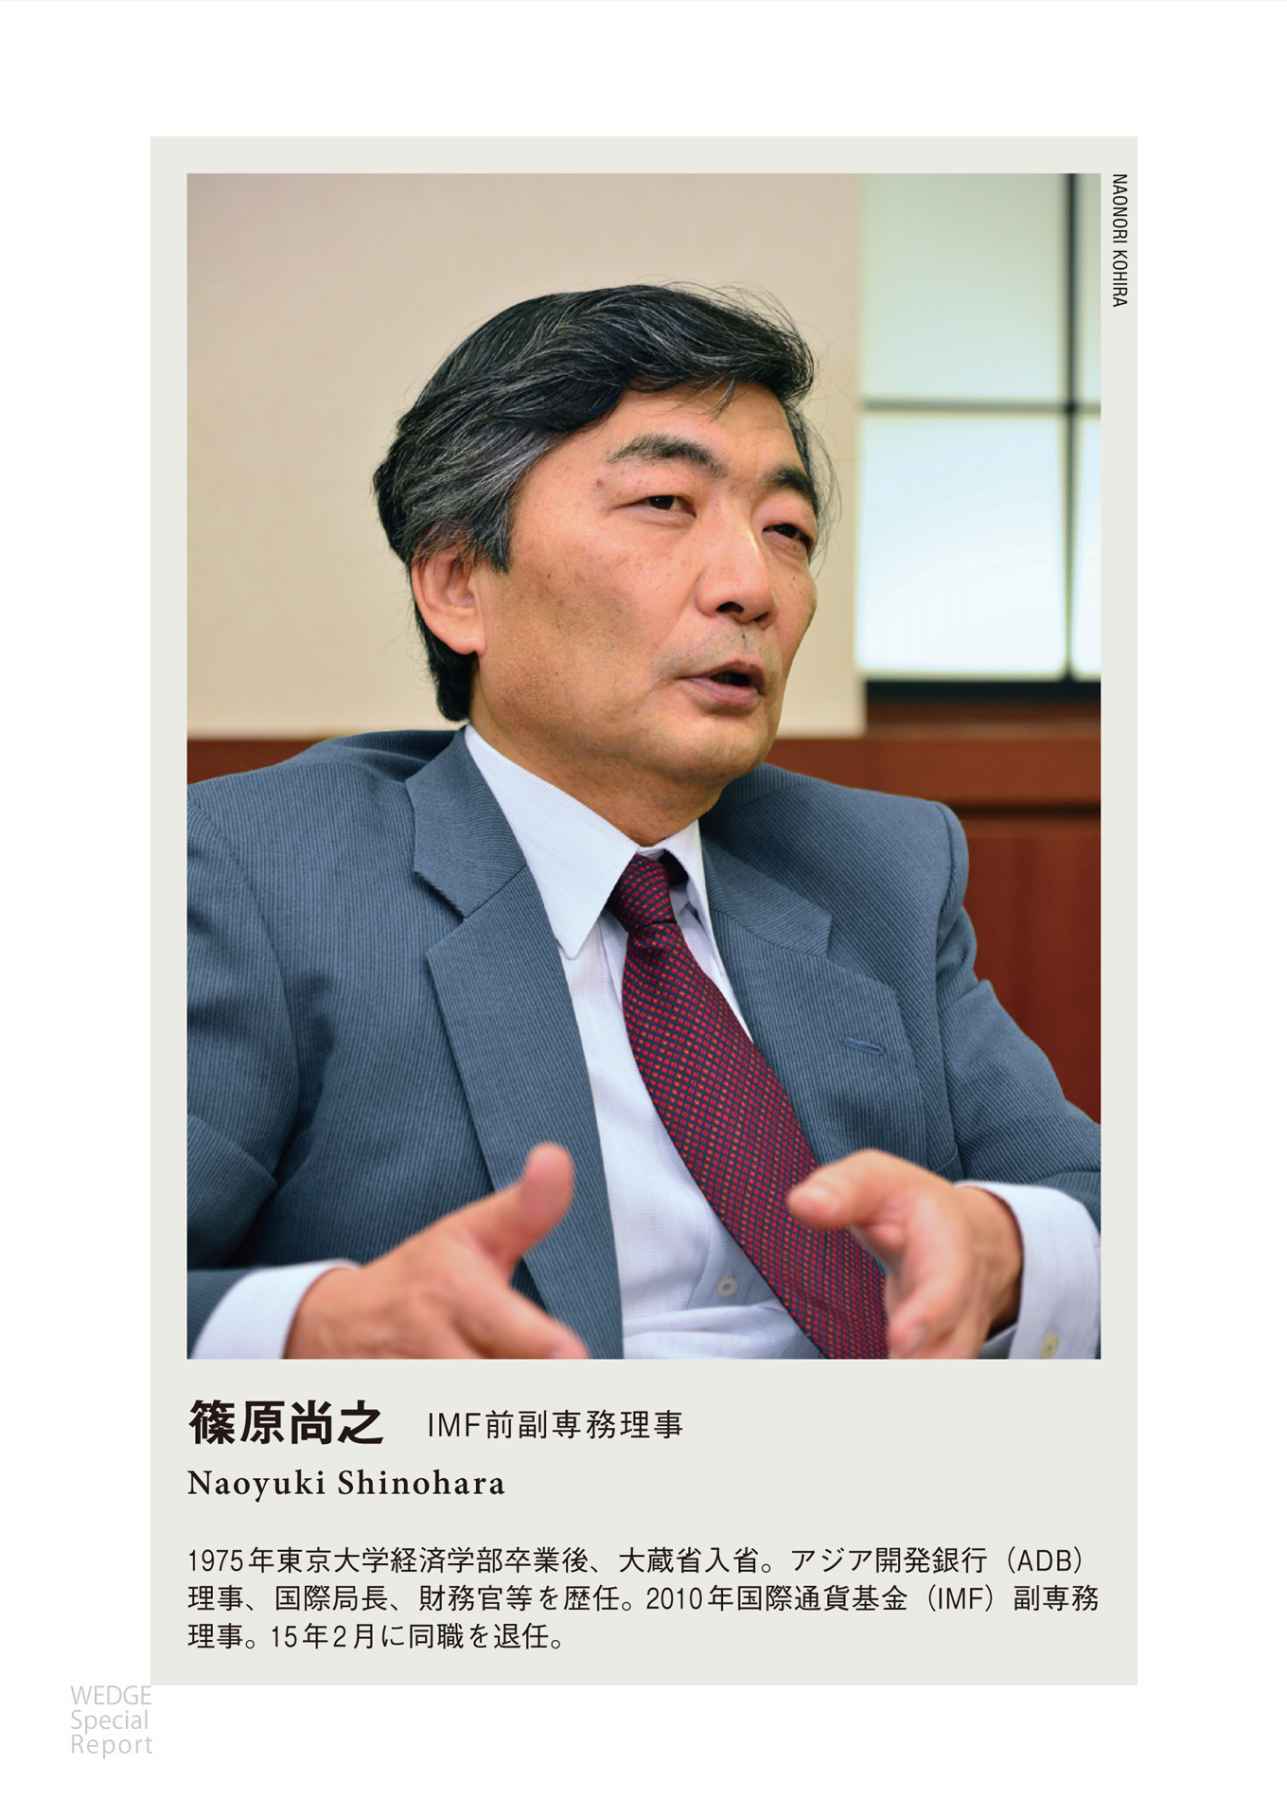 NAONORI KOHIRA
篠原尚之 IMF前副専務理事
Naoyuki Shinohara
1975年東京大学経済学部卒業後、大蔵省入省。アジア開発銀行(ADB)
理事、国際局長、財務官等を歴任。2010年国際通貨基金(IMF)副専務
理事。15年2月に同職を退任。
WEDGE
Special
Report